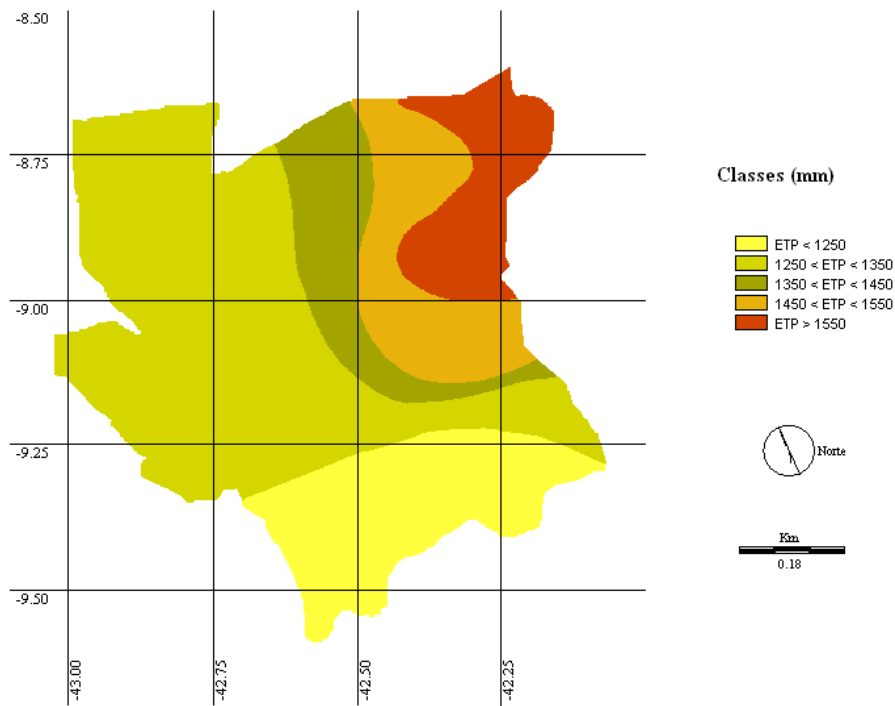 -8.50
-8.75
-9.00
-9.25
-9.50
-43.00
-42.75
-42.50
-42.25
Classes (mm)
ETP < 1250
1250 < ETP < 1350
1350 < ETP < 1450
1450 < ETP < 1550
ETP > 1550
Norte
Km
0.18